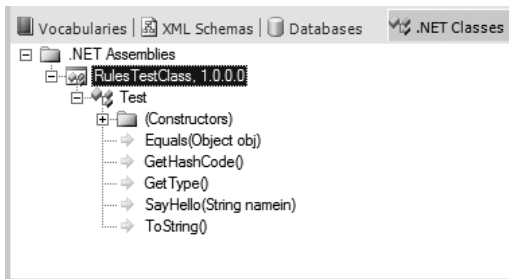 Vocabularies XML Schemas Databases .NET Classes
.NET Assemblies
RulesTestClass, 1.0.0.0
Test
(Constructors)
Equals(Object obj)
GetHashCode()
GetType()
SayHello(String namein)
ToString()